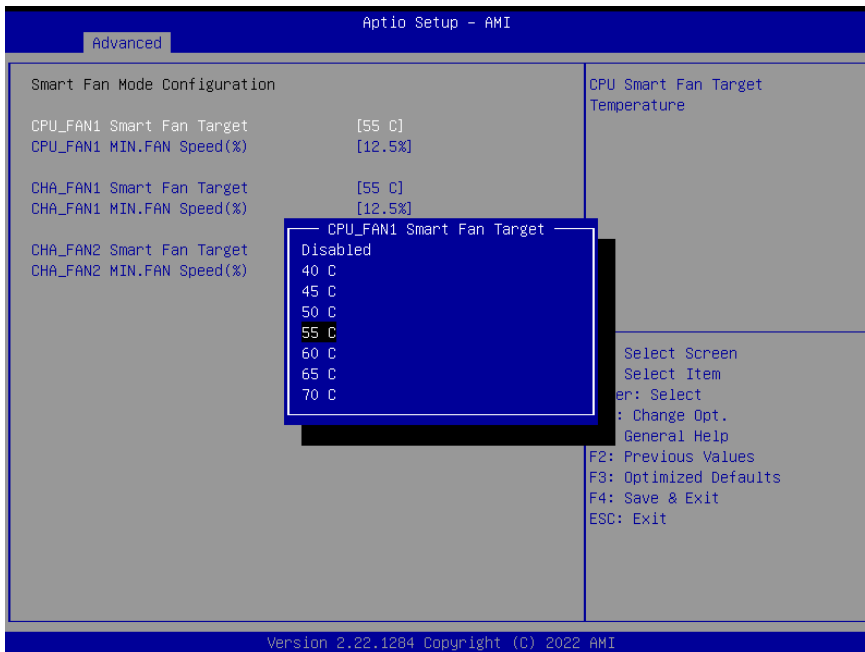 Aptio Setup – AMI
Advanced
Smart Fan Mode Configuration
CPU_FAN1 Smart Fan Target [55 C]
CPU_FAN1 MIN.FAN Speed(%) [12.5%]
CHA_FAN1 Smart Fan Target [55 C]
CHA_FAN1 MIN.FAN Speed(%) [12.5%]
CHA_FAN2 Smart Fan Target
CHA_FAN2 MIN.FAN Speed(%)
CPU_FAN1 Smart Fan Target
Disabled
40 C
45 C
50 C
55 C
60 C
65 C
70 C
CPU Smart Fan Target
Temperature
Select Screen
Select Item
er: Select
: Change Opt.
General Help
F2: Previous Values
F3: Optimized Defaults
F4: Save & Exit
ESC: Exit
Version 2.22.1284 Copyright (C) 2022 AMI